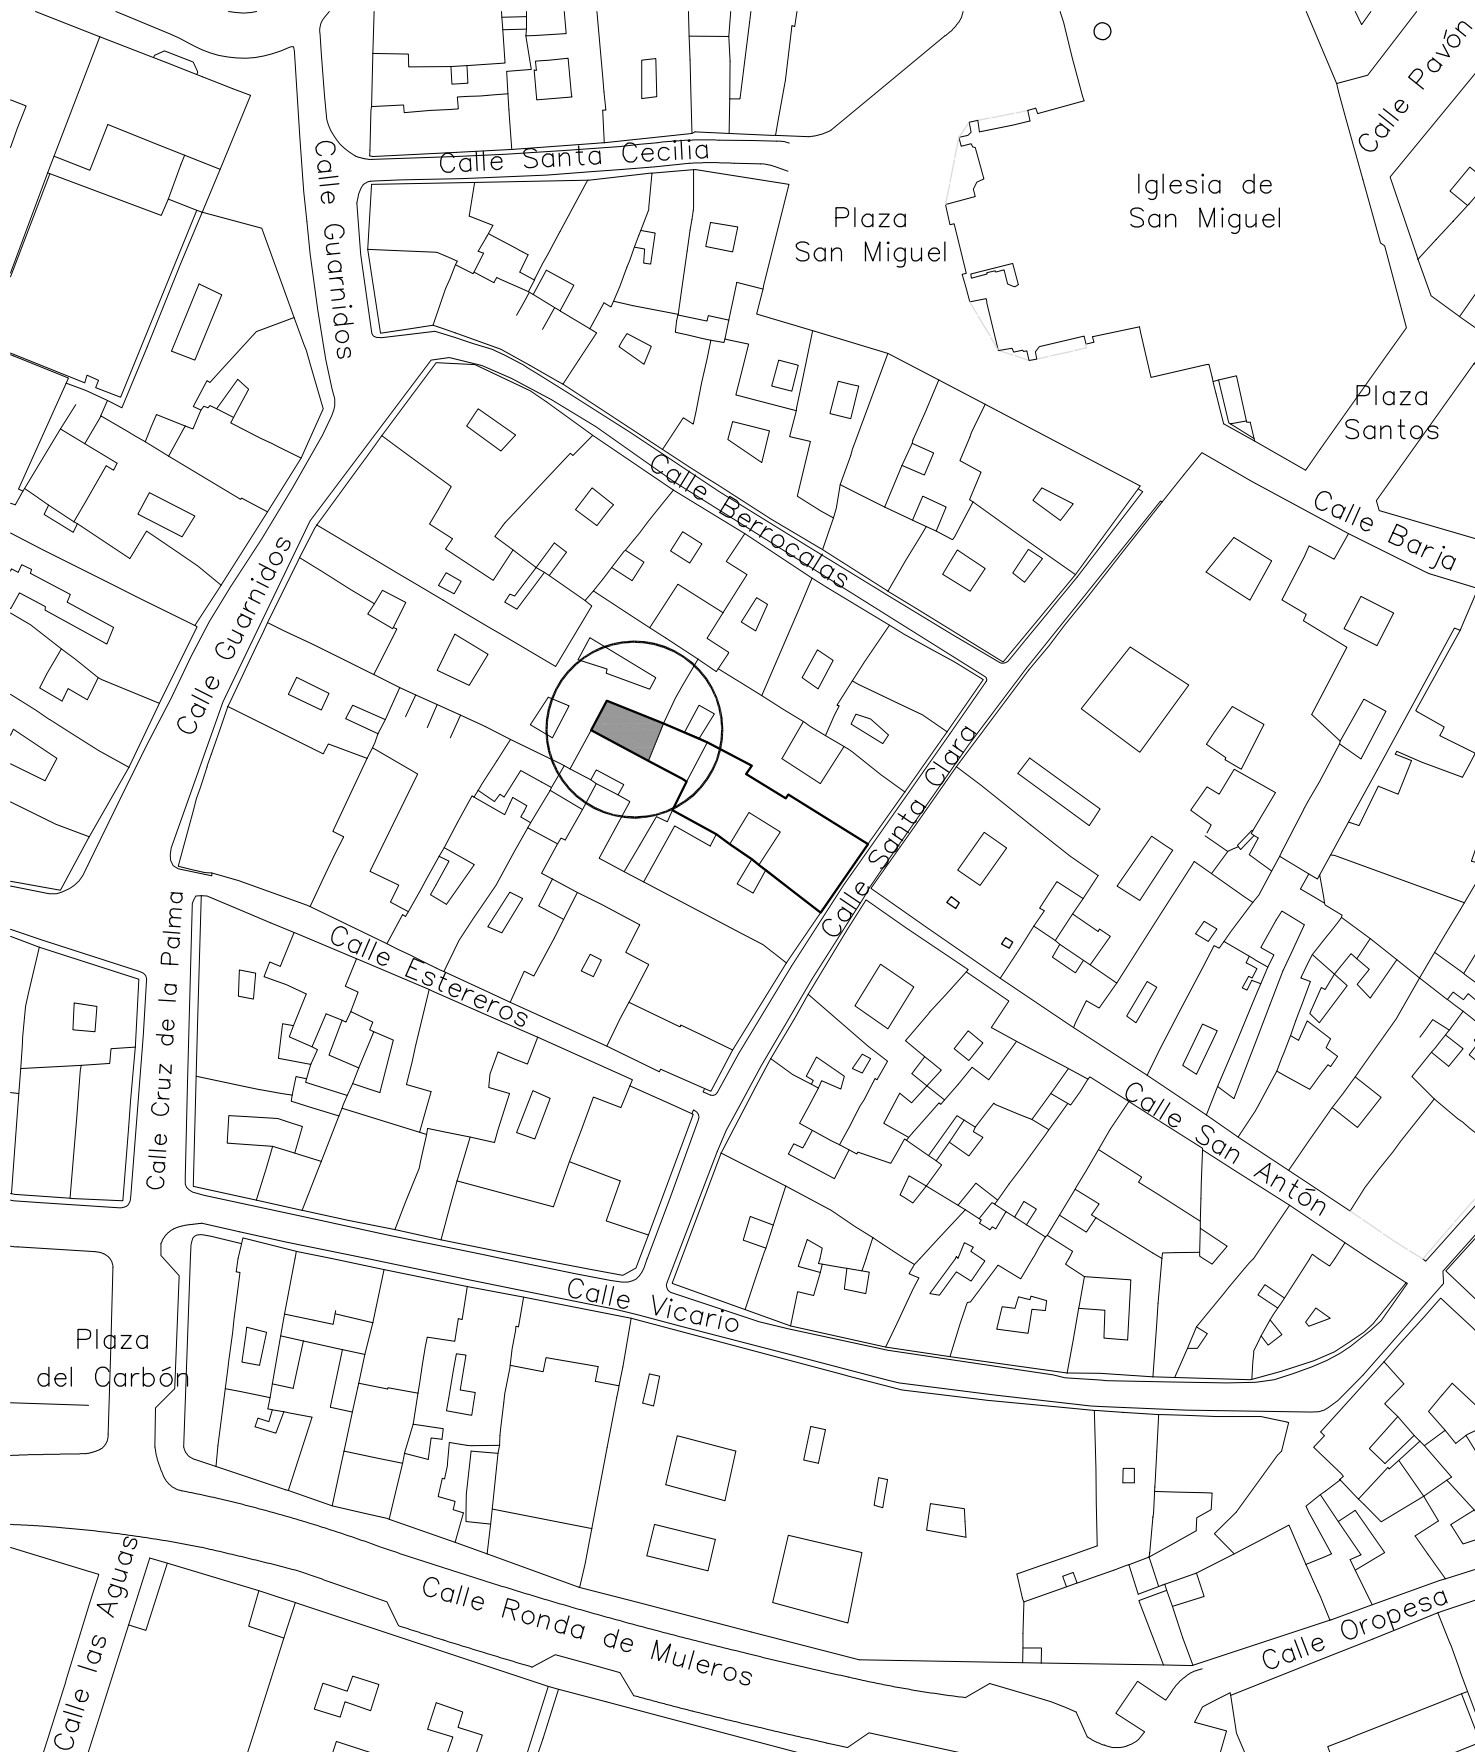 Calle Pavón
Calle Santa Cecilia
Calle Guarnidos
Iglesia de
San Miguel
Plaza
San Miguel
Plaza
Santos
Calle Berrocalas
Calle Barja
Calle Guarnidos
Calle Santa Clara
Calle Estereros
Calle Cruz de la Palma
Calle San Antón
Calle Vicario
Plaza
del Carbón
Calle las Aguas
Calle Ronda de Muleros
Calle Oropesa